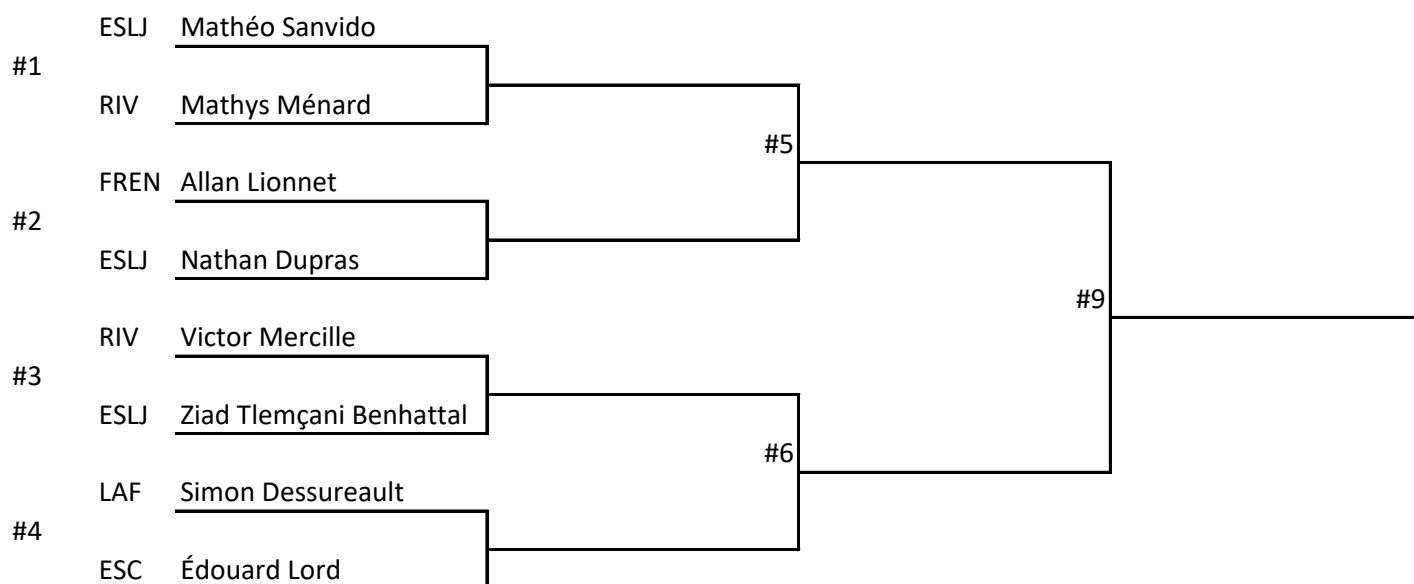 ESLJ Mathéo Sanvido
#1
RIV Mathys Ménard
#5
FREN Allan Lionnet
#2
ESLJ Nathan Dupras
#9
RIV Victor Mercille
#3
ESLJ Ziad Tlemçani Benhattal
#6
LAF Simon Dessureault
#4
ESC Édouard Lord